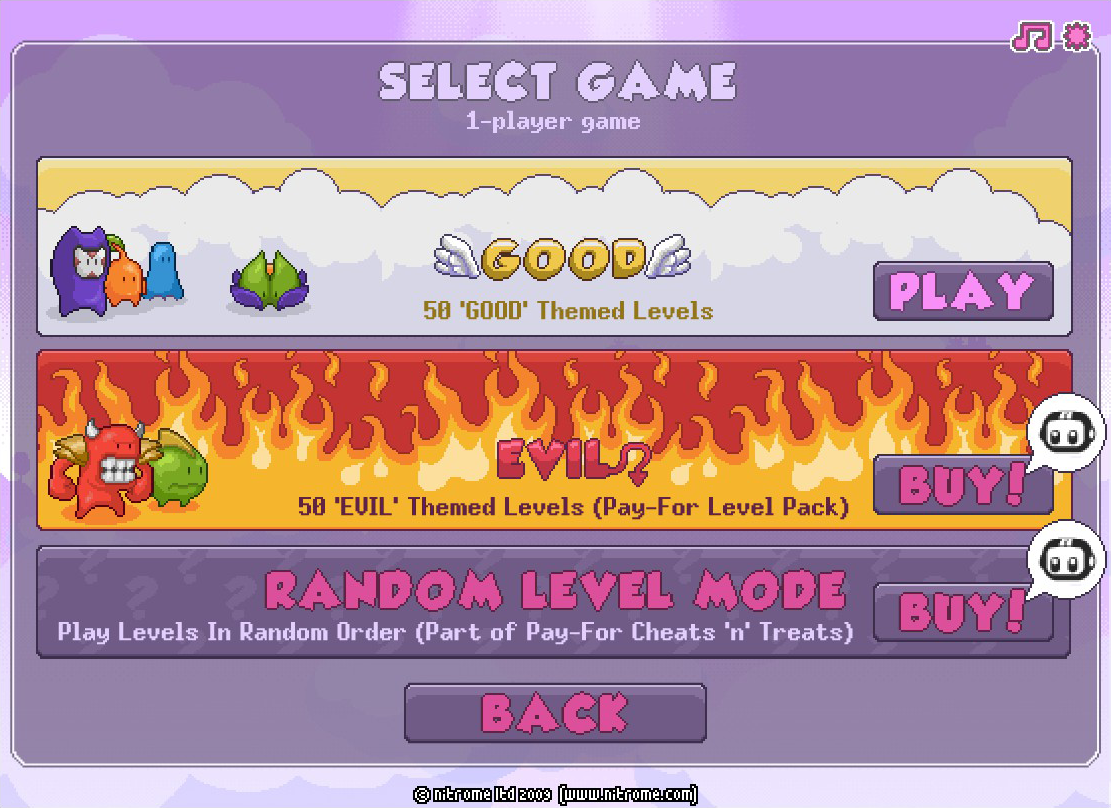 SELECT GAME
1-player game
GOOD
50 'GOOD' Themed Levels
PLAY
EVIL
50 'EVIL' Themed Levels (Pay-For Level Pack)
BUY!
RANDOM LEVEL MODE
Play Levels In Random Order (Part of Pay-For Cheats 'n' Treats)
BUY!
BACK
© nitrome ltd 2009 (www.nitrome.com)